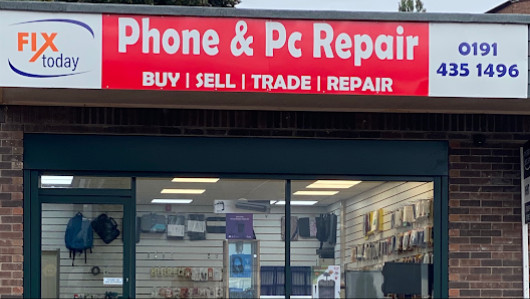 FIX
today
Phone & Pc Repair
BUY | SELL | TRADE | REPAIR
0191
435 1496